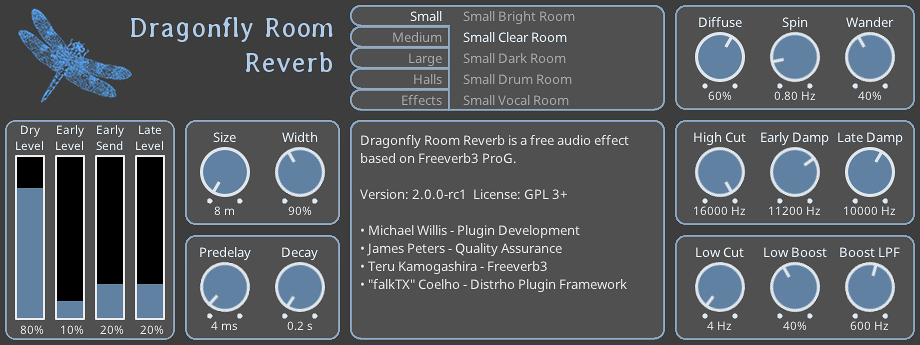 Dragonfly Room
Reverb
Small
Medium
Large
Halls
Effects
Small Bright Room
Small Clear Room
Small Dark Room
Small Drum Room
Small Vocal Room
Diffuse
Spin
Wander
60%
0.80 Hz
40%
Dry
Level
Early
Level
Early
Send
Late
Level
80%
10%
20%
20%
Size
Width
8 m
90%
Predelay
Decay
4 ms
0.2 s
Dragonfly Room Reverb is a free audio effect
based on Freeverb3 ProG.
Version: 2.0.0-rc1  License: GPL 3+
• Michael Willis - Plugin Development
• James Peters - Quality Assurance
• Teru Kamogashira - Freeverb3
• "falkTX" Coelho - Distrho Plugin Framework
High Cut
Early Damp
Late Damp
16000 Hz
11200 Hz
10000 Hz
Low Cut
Low Boost
Boost LPF
4 Hz
40%
600 Hz